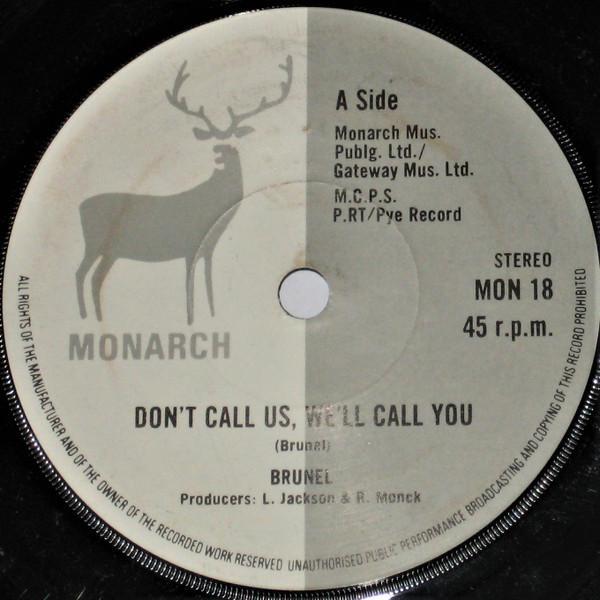 A Side
Monarch Mus.
Publg. Ltd./
Gateway Mus. Ltd.
M.C.P.S.
P.RT/Pye Record
STEREO
MON 18
45 r.p.m.
MONARCH
DON'T CALL US, WE'LL CALL YOU
(Brunel)
BRUNEL
Producers: L. Jackson & R. Monck
ALL RIGHTS OF THE MANUFACTURER AND OF THE OWNER OF THE RECORDED WORK RESERVED UNAUTHORISED PUBLIC PERFORMANCE BROADCASTING AND COPYING OF THIS RECORD PROHIBITED